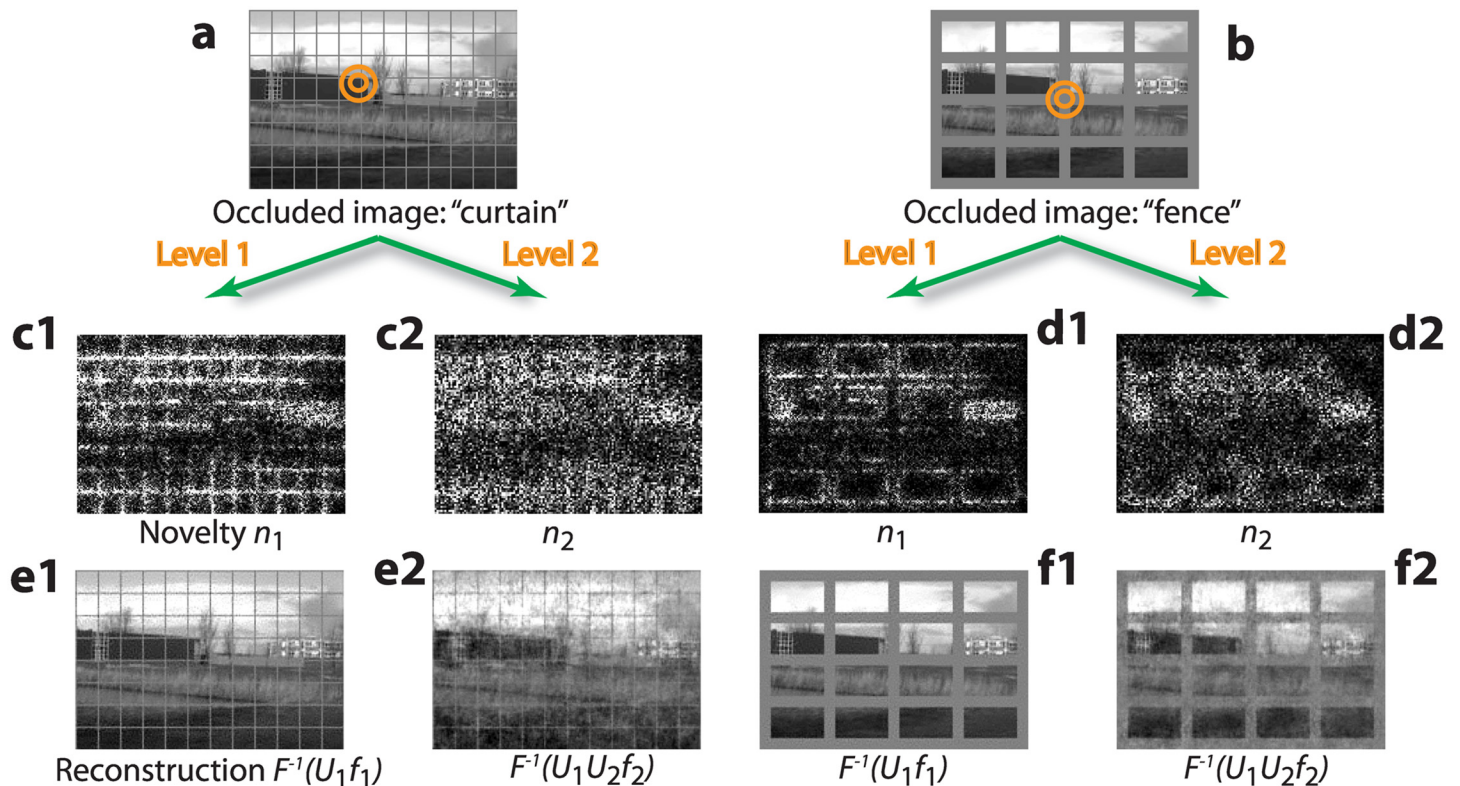 a
b
Occluded image: “curtain”
Occluded image: “fence”
Level 1
Level 2
Level 1
Level 2
c1
c2
d1
d2
Novelty n1
n2
n1
n2
e1
e2
f1
f2
Reconstruction F-1(U1f1)
F-1(U1U2f2)
F-1(U1f1)
F-1(U1U2f2)